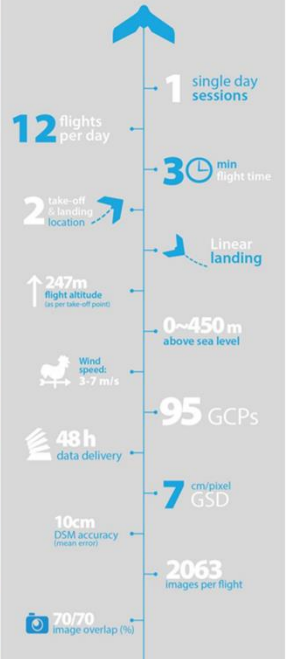 1 single day
sessions
12 flights
per day
3 min
flight time
2 take-off
& landing
location
Linear
landing
247m
flight altitude
(as per take-off point)
0~450 m
above sea level
Wind
speed:
3-7 m/s
95 GCPs
48 h
data delivery
7 cm/pixel
GSD
10cm
DSM accuracy
(mean error)
2063
images per flight
70/70
image overlap (%)